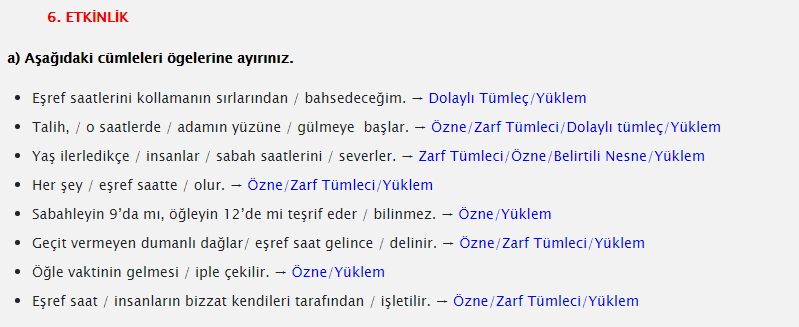 6. ETKİNLİK
a) Aşağıdaki cümleleri ögelerine ayırınız.
• Eşref saatlerini kollamanın sırlarından / bahsedeceğim. → Dolaylı Tümleç/Yüklem
• Talih, / o saatlerde / adamın yüzüne / gülmeye  başlar. → Özne/Zarf Tümleci/Dolaylı tümleç/Yüklem
• Yaş ilerledikçe / insanlar / sabah saatlerini / severler. → Zarf Tümleci/Özne/Belirtili Nesne/Yüklem
• Her şey / eşref saatte / olur. → Özne/Zarf Tümleci/Yüklem
• Sabahleyin 9’da mı, öğleyin 12’de mi teşrif eder / bilinmez. → Özne/Yüklem
• Geçit vermeyen dumanlı dağlar/ eşref saat gelince / delinir. → Özne/Zarf Tümleci/Yüklem
• Öğle vaktinin gelmesi / iple çekilir. → Özne/Yüklem
• Eşref saat / insanların bizzat kendileri tarafından / işletilir. → Özne/Zarf Tümleci/Yüklem